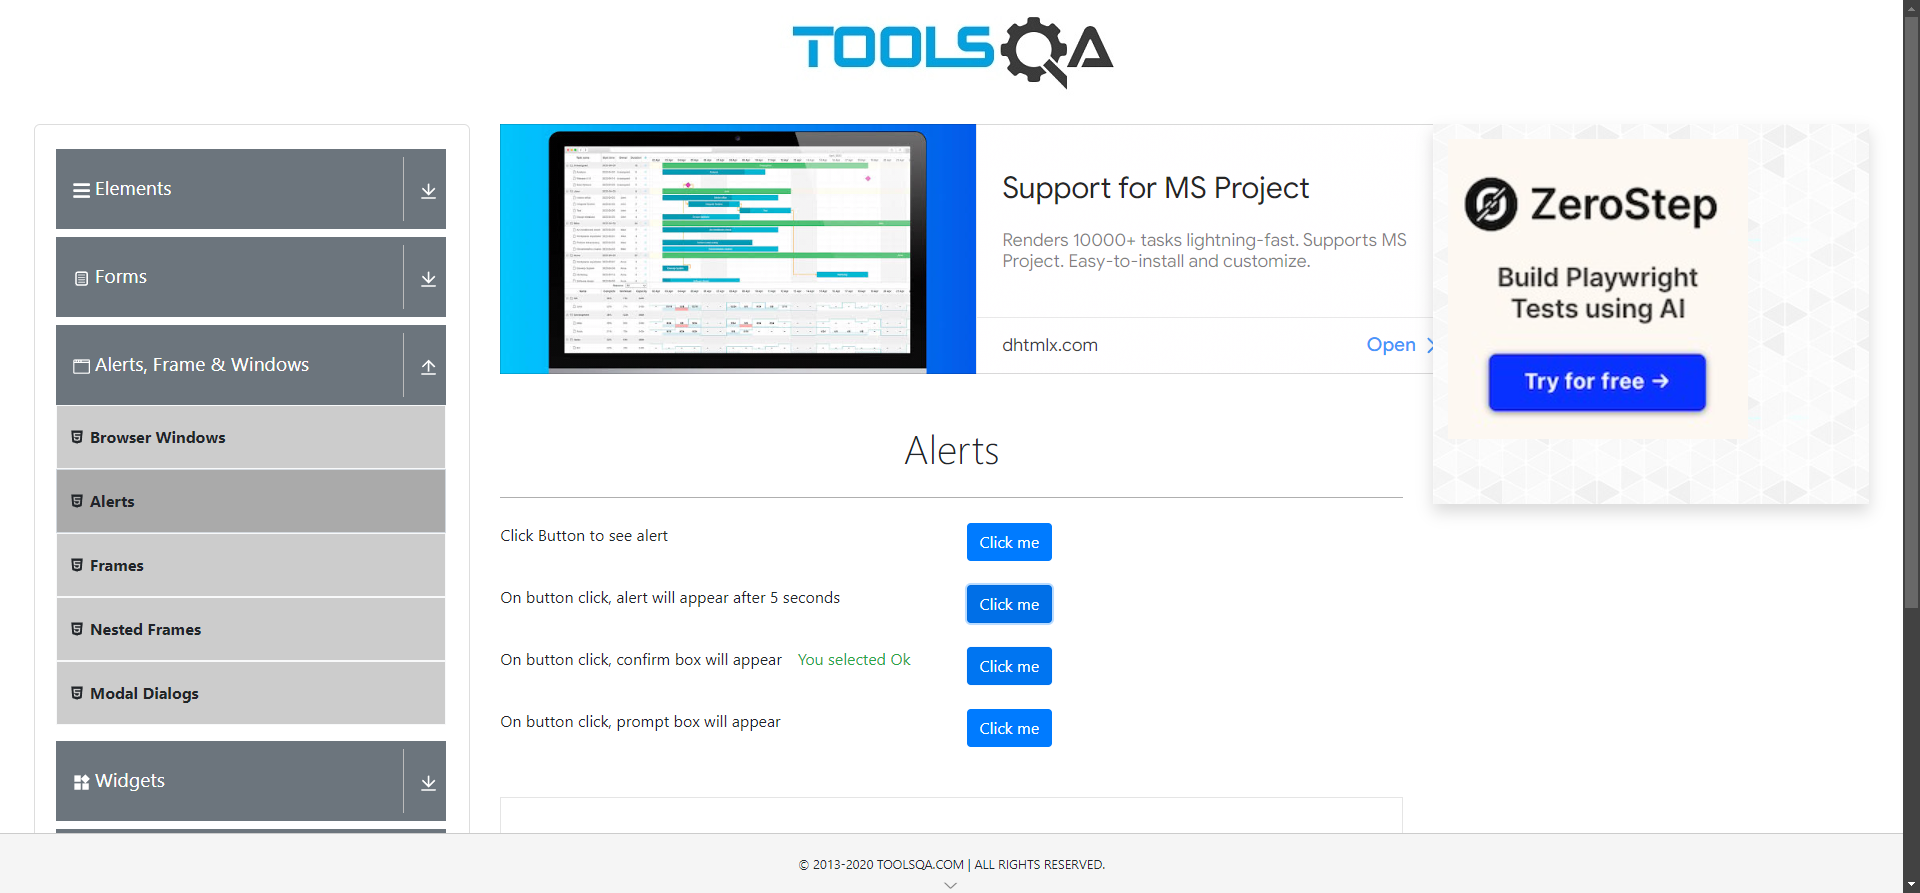 TOOLSQA
Elements
Forms
Alerts, Frame & Windows
Browser Windows
Alerts
Frames
Nested Frames
Modal Dialogs
Widgets
Support for MS Project
Renders 10000+ tasks lightning-fast. Supports MS
Project. Easy-to-install and customize.
dhtmlx.com
Open
ZeroStep
Build Playwright
Tests using AI
Try for free →
Alerts
Click Button to see alert
Click me
On button click, alert will appear after 5 seconds
Click me
On button click, confirm box will appear You selected Ok
Click me
On button click, prompt box will appear
Click me
© 2013-2020 TOOLSQA.COM | ALL RIGHTS RESERVED.